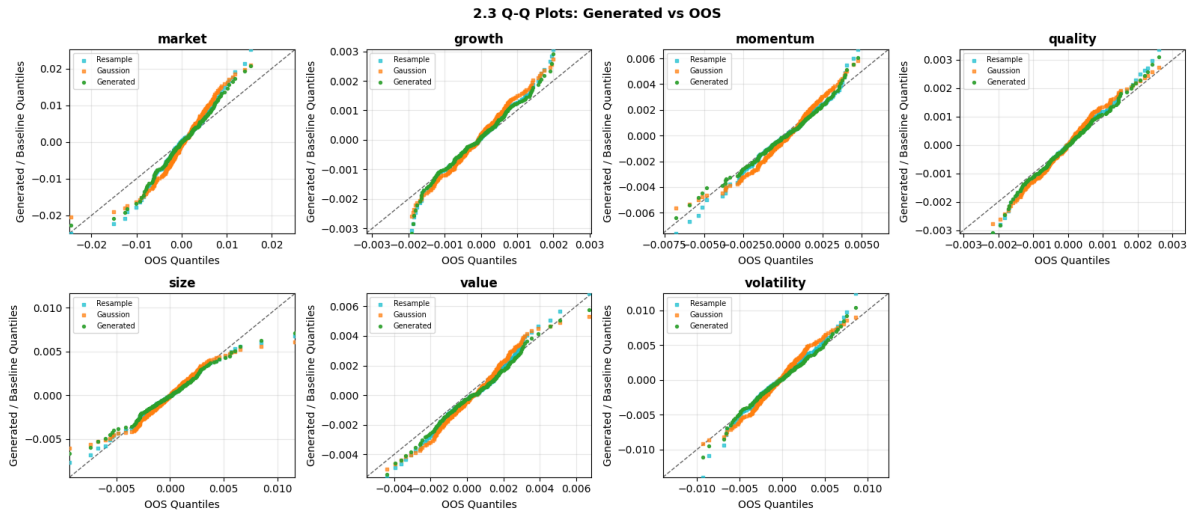 2.3 Q-Q Plots: Generated vs OOS
market
growth
momentum
quality
Generated / Baseline Quantiles
0.02
0.01
0.00
−0.01
−0.02
Resample
Gaussion
Generated
−0.02 −0.01 0.00 0.01 0.02
OOS Quantiles
Generated / Baseline Quantiles
0.003
0.002
0.001
0.000
−0.001
−0.002
−0.003
Resample
Gaussion
Generated
−0.003 −0.002 −0.001 0.000 0.001 0.002 0.003
OOS Quantiles
Generated / Baseline Quantiles
0.006
0.004
0.002
0.000
−0.002
−0.004
−0.006
Resample
Gaussion
Generated
−0.0075 −0.0050 −0.0025 0.0000 0.0025 0.0050
OOS Quantiles
Generated / Baseline Quantiles
0.003
0.002
0.001
0.000
−0.001
−0.002
−0.003
Resample
Gaussion
Generated
−0.003 −0.002 −0.001 0.000 0.001 0.002 0.003
OOS Quantiles
size
value
volatility
Generated / Baseline Quantiles
0.010
0.005
0.000
−0.005
Resample
Gaussion
Generated
−0.005 0.000 0.005 0.010
OOS Quantiles
Generated / Baseline Quantiles
0.006
0.004
0.002
0.000
−0.002
−0.004
Resample
Gaussion
Generated
−0.004 −0.002 0.000 0.002 0.004 0.006
OOS Quantiles
Generated / Baseline Quantiles
0.010
0.005
0.000
−0.005
−0.010
Resample
Gaussion
Generated
−0.010 −0.005 0.000 0.005 0.010
OOS Quantiles